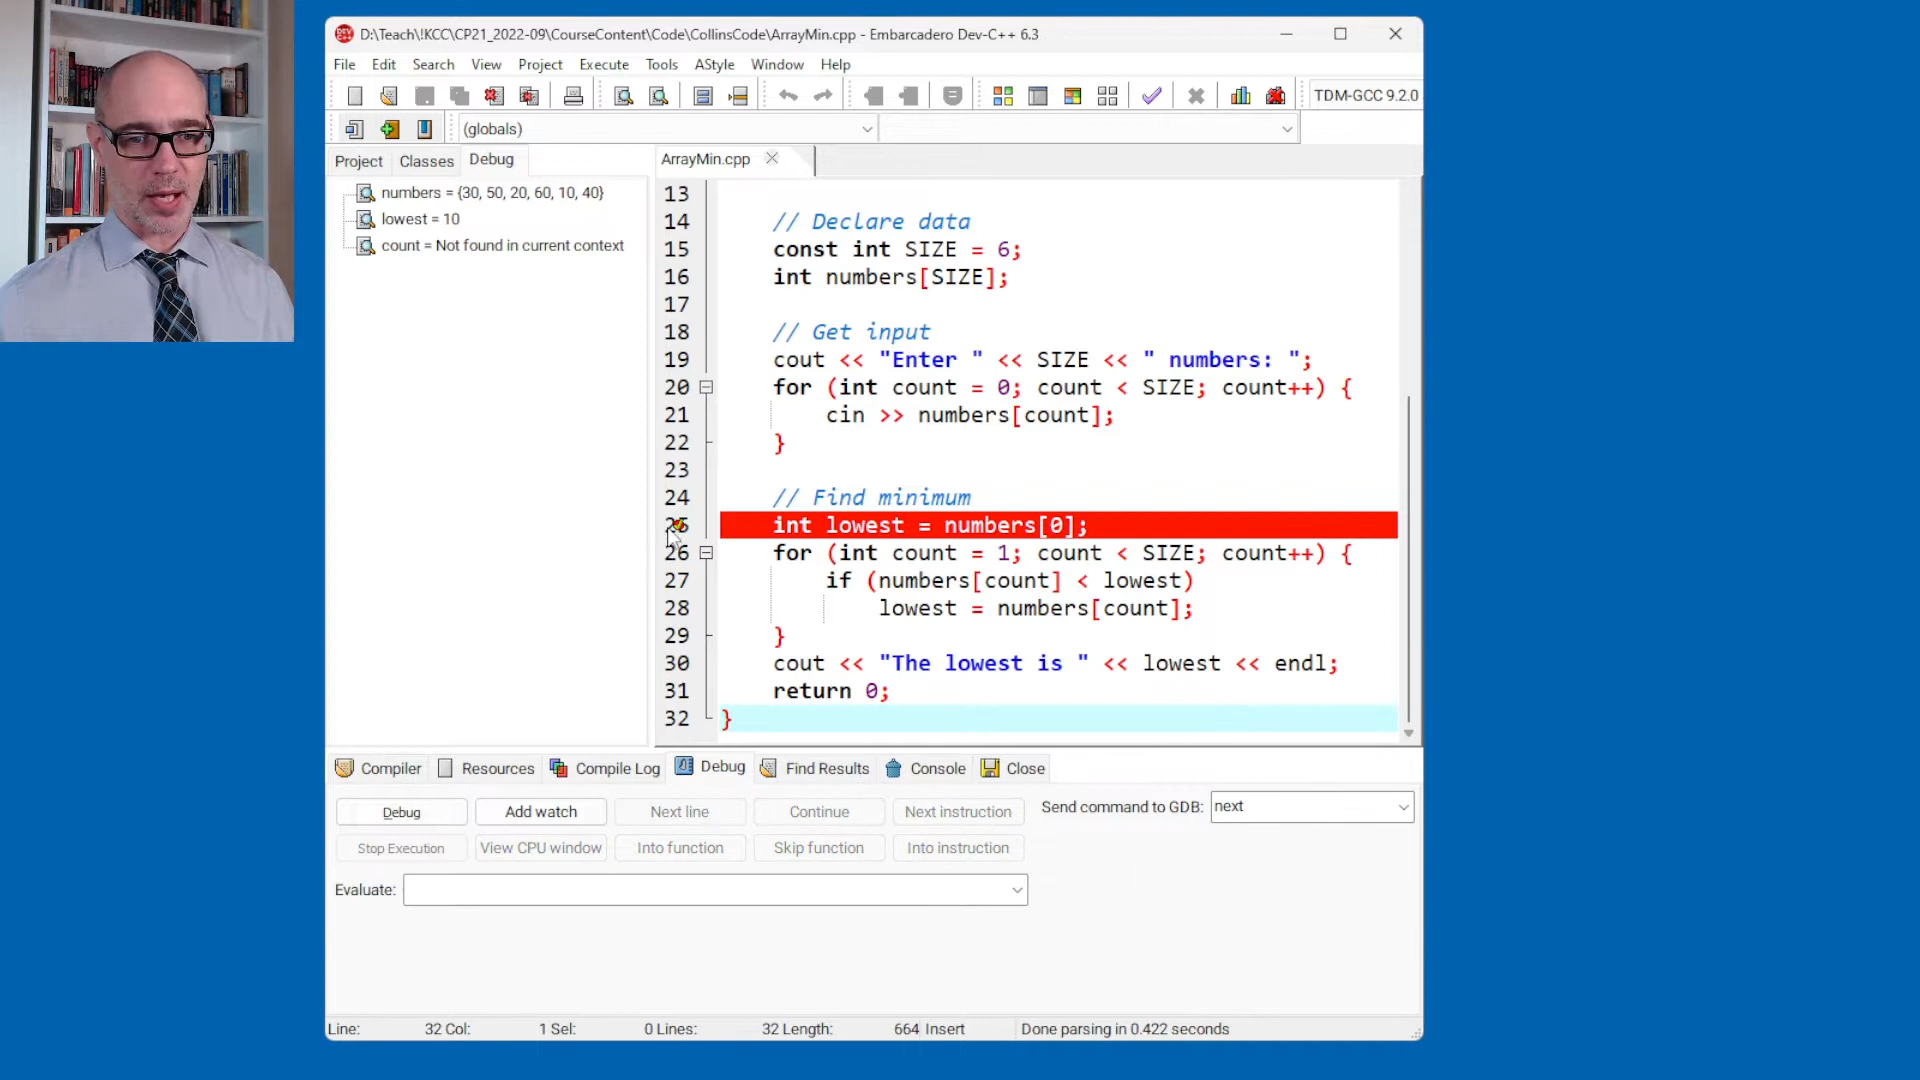 D:\Teach\!KCC\CP21_2022-09\CourseContent\Code\CollinsCode\ArrayMin.cpp - Embarcadero Dev-C++ 6.3
File Edit Search View Project Execute Tools AStyle Window Help
TDM-GCC 9.2.0
(globals)
Project Classes Debug
ArrayMin.cpp
numbers = {30, 50, 20, 60, 10, 40}
lowest = 10
count = Not found in current context
13
14 // Declare data
15 const int SIZE = 6;
16 int numbers[SIZE];
17
18 // Get input
19 cout << "Enter " << SIZE << " numbers: ";
20 for (int count = 0; count < SIZE; count++) {
21 cin >> numbers[count];
22 }
23
24 // Find minimum
25 int lowest = numbers[0];
26 for (int count = 1; count < SIZE; count++) {
27 if (numbers[count] < lowest)
28 lowest = numbers[count];
29 }
30 cout << "The lowest is " << lowest << endl;
31 return 0;
32 }
Compiler Resources Compile Log Debug Find Results Console Close
Debug Add watch Next line Continue Next instruction Send command to GDB: next
Stop Execution View CPU window Into function Skip function Into instruction
Evaluate:
Line: 32 Col: 1 Sel: 0 Lines: 32 Length: 664 Insert Done parsing in 0.422 seconds